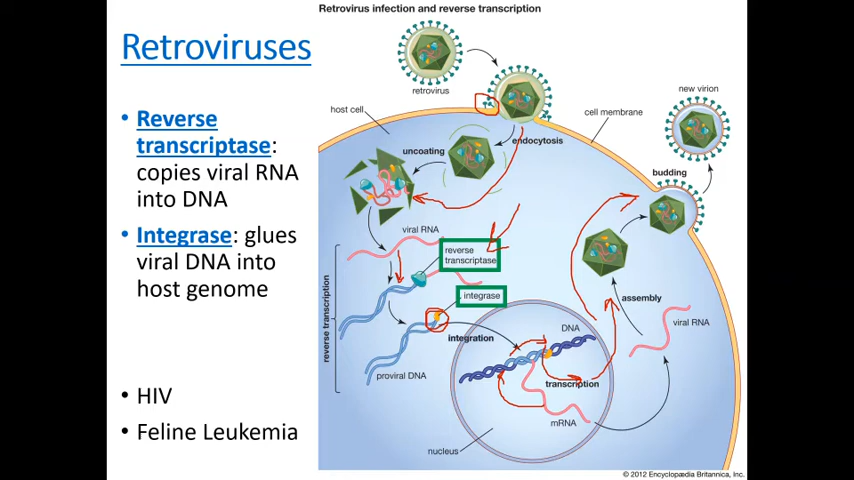 Retrovirus infection and reverse transcription
Retroviruses
• Reverse
transcriptase:
copies viral RNA
into DNA
• Integrase: glues
viral DNA into
host genome
• HIV
• Feline Leukemia
retrovirus
new virion
host cell
cell membrane
endocytosis
uncoating
budding
viral RNA
reverse
transcriptase
integrase
reverse transcription
assembly
DNA
viral RNA
integration
proviral DNA
transcription
mRNA
nucleus
© 2012 Encyclopædia Britannica, Inc.